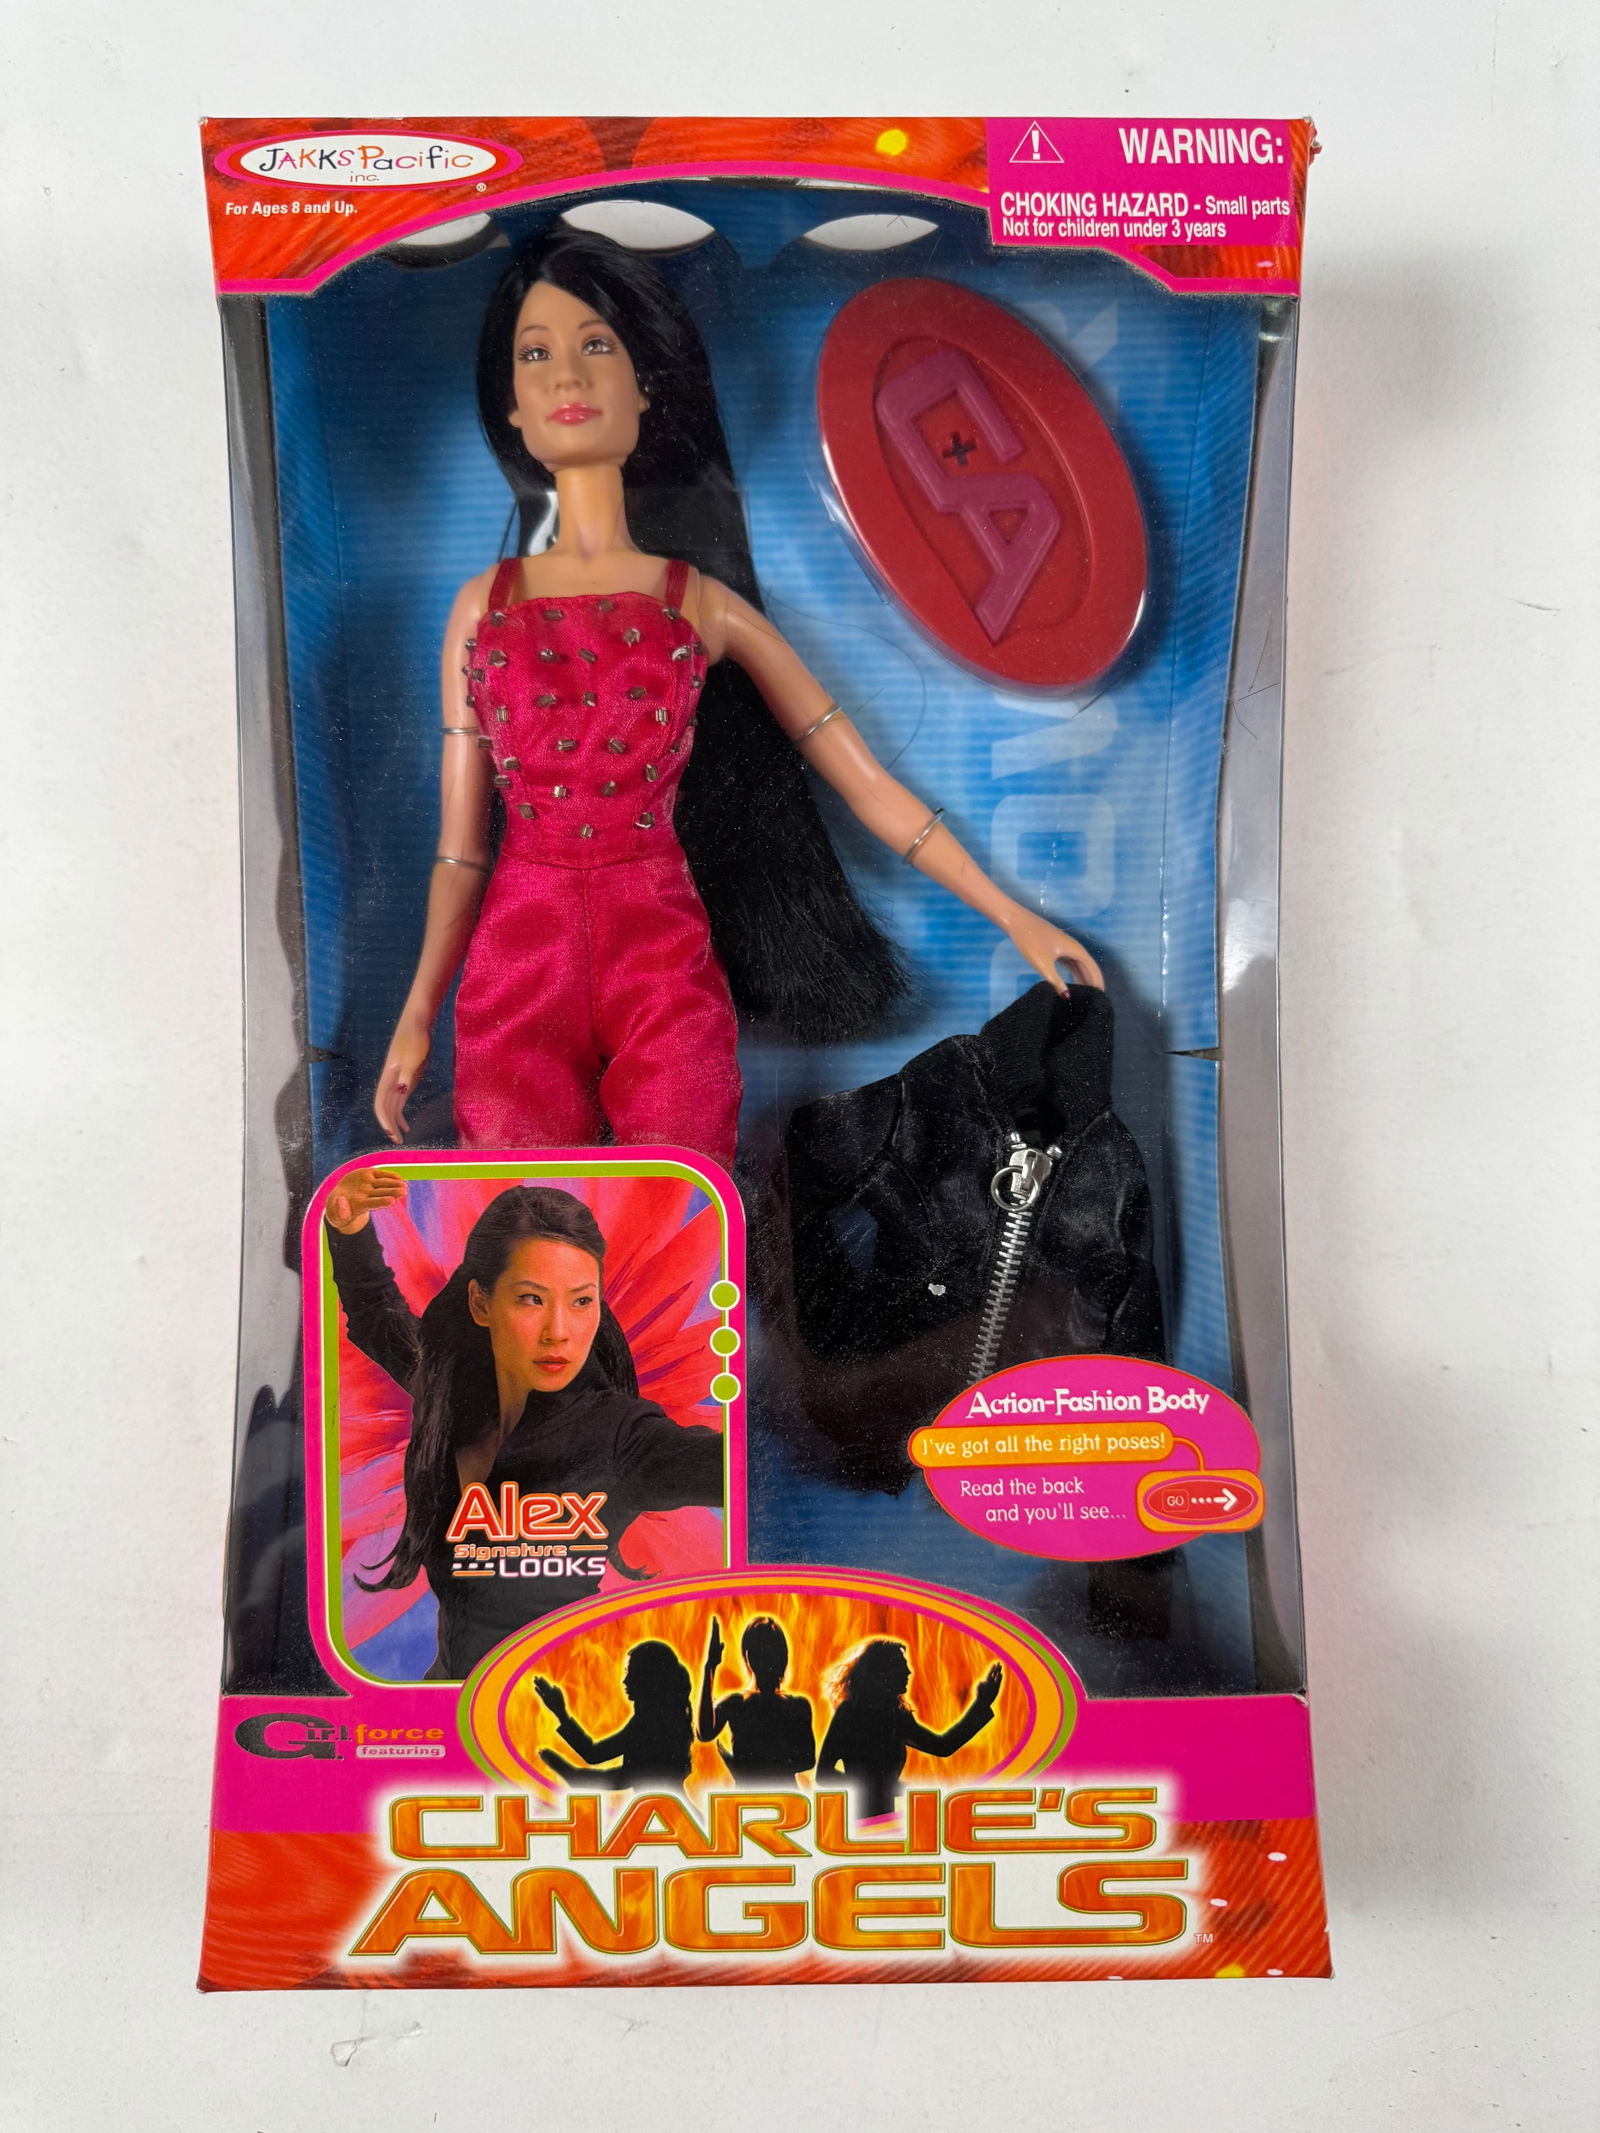 JAKKS Pacific
inc.
®
For Ages 8 and Up.
WARNING:
CHOKING HAZARD - Small parts
Not for children under 3 years
CA
Action-Fashion Body
I've got all the right poses!
Read the back
and you'll see...
GO
Alex
Signature
LOOKS
G.i.r.l. force
featuring
CHARLIE'S
ANGELS
TM